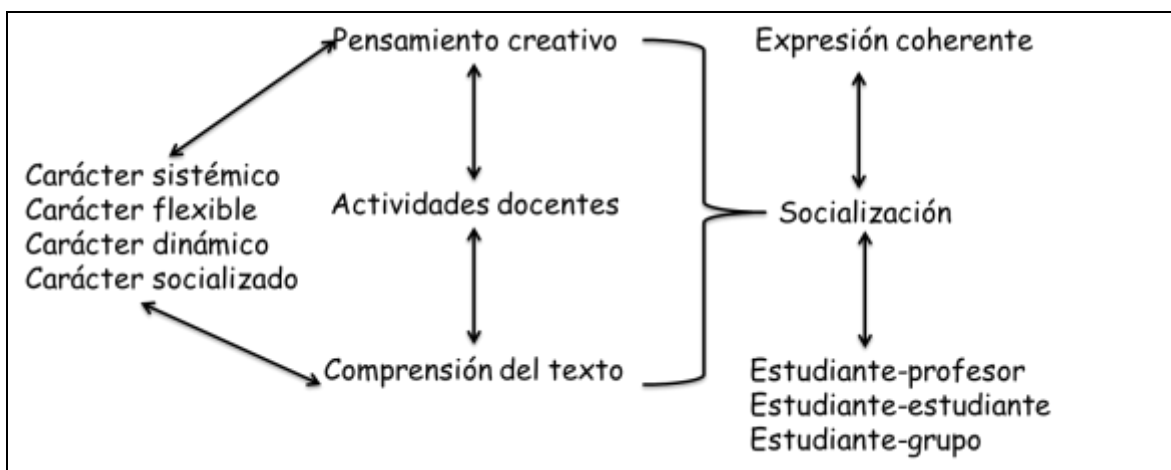 Pensamiento creativo
Expresión coherente
Carácter sistémico
Carácter flexible
Carácter dinámico
Carácter socializado
Actividades docentes
Socialización
Comprensión del texto
Estudiante-profesor
Estudiante-estudiante
Estudiante-grupo